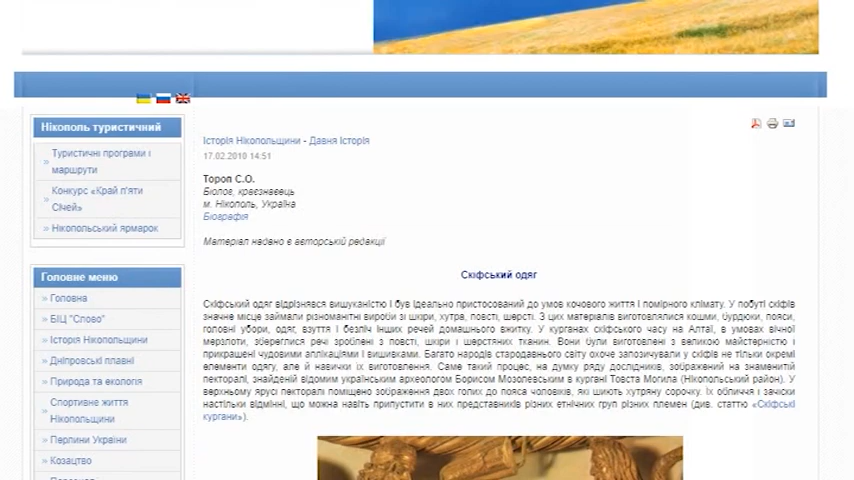 Нікополь туристичний
Туристичні програми і
маршрути
Конкурс «Край п'яти
Січей»
Нікопольський ярмарок
Головне меню
Головна
БІЦ "Слово"
Історія Нікопольщини
Дніпровські плавні
Природа та екологія
Спортивне життя
Нікопольщини
Перлини України
Козацтво
Історія Нікопольщини - Давня Історія
17.02.2010 14:51
Тороп С.О.
Біолог, краєзнавець
м. Нікополь, Україна
Біографія
Матеріал надано в авторській редакції
Скіфський одяг
Скіфський одяг відрізнявся вишуканістю і був ідеально пристосований до умов кочового життя і помірного клімату. У побуті скіфів
значне місце займали різноманітні вироби зі шкіри, хутра, повсті, шерсті. З цих матеріалів виготовлялися кошми, бурдюки, пояси,
головні убори, одяг, взуття і безліч інших речей домашнього вжитку. У курганах скіфського часу на Алтаї, в умовах вічної
мерзлоти, збереглися речі зроблені з повсті, шкіри і шерстяних тканин. Вони були виготовлені з великою майстерністю і
прикрашені чудовими аплікаціями і вишивками. Багато народів стародавнього світу охоче запозичували у скіфів не тільки окремі
елементи одягу, але й навички їх виготовлення. Саме такий процес, на думку ряду дослідників, зображений на знаменитій
пекторалі, знайденій відомим українським археологом Борисом Мозолевським в кургані Товста Могила (Нікопольський район). У
верхньому ярусі пекторалі поміщено зображення двох голих до пояса чоловіків, які шиють хутряну сорочку. Їх обличчя і зачіски
настільки відмінні, що можна навіть припустити в них представників різних етнічних груп різних племен (див. статтю «Скіфські
кургани»).